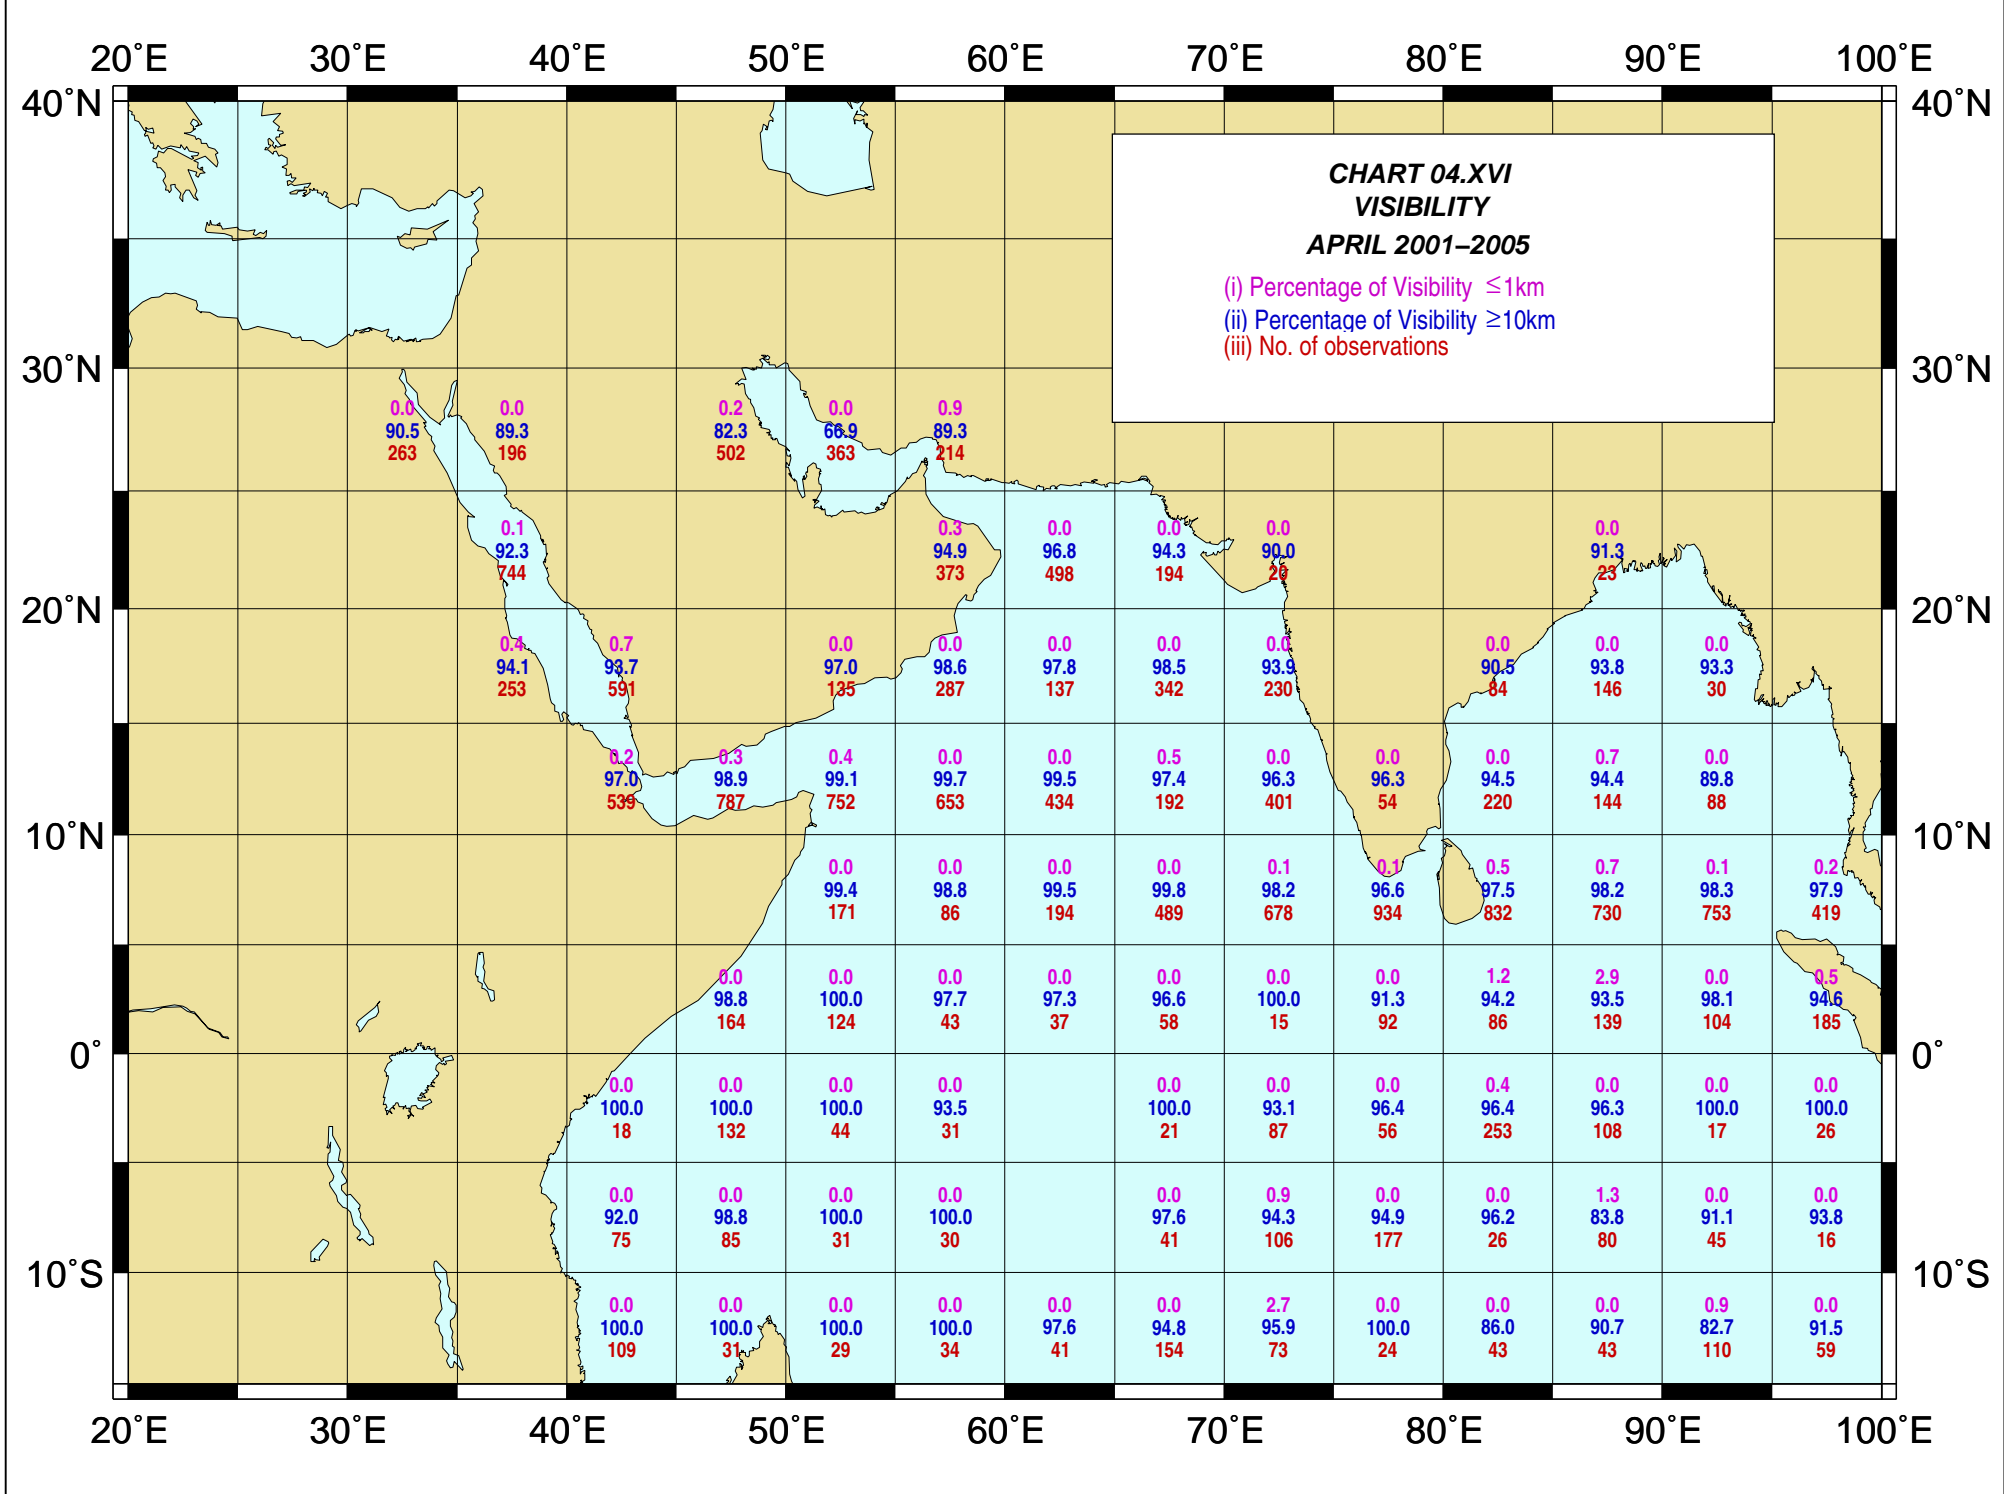 20˚E 30˚E 40˚E 50˚E 60˚E 70˚E 80˚E 90˚E 100˚E
40˚N 40˚N
CHART 04.XVI
VISIBILITY
APRIL 2001–2005
(i) Percentage of Visibility ≤1km
(ii) Percentage of Visibility ≥10km
(iii) No. of observations
30˚N 30˚N
0.0 0.0 0.2 0.0 0.9
90.5 89.3 82.3 66.9 89.3
263 196 502 363 214
0.1 0.3 0.0 0.0 0.0 0.0
92.3 94.9 96.8 94.3 90.0 91.3
744 373 498 194 20 23
20˚N 20˚N
0.4 0.7 0.0 0.0 0.0 0.0 0.0 0.0 0.0 0.0
94.1 93.7 97.0 98.6 97.8 98.5 93.9 90.5 93.8 93.3
253 591 135 287 137 342 230 84 146 30
0.2 0.3 0.4 0.0 0.0 0.5 0.0 0.0 0.0 0.7 0.0
97.0 98.9 99.1 99.7 99.5 97.4 96.3 96.3 94.5 94.4 89.8
539 787 752 653 434 192 401 54 220 144 88
10˚N 10˚N
0.0 0.0 0.0 0.0 0.1 0.1 0.5 0.7 0.1 0.2
99.4 98.8 99.5 99.8 98.2 96.6 97.5 98.2 98.3 97.9
171 86 194 489 678 934 832 730 753 419
0.0 0.0 0.0 0.0 0.0 0.0 0.0 1.2 2.9 0.0 0.5
98.8 100.0 97.7 97.3 96.6 100.0 91.3 94.2 93.5 98.1 94.6
164 124 43 37 58 15 92 86 139 104 185
0˚ 0˚
0.0 0.0 0.0 0.0 0.0 0.0 0.0 0.4 0.0 0.0 0.0
100.0 100.0 100.0 93.5 100.0 93.1 96.4 96.4 96.3 100.0 100.0
18 132 44 31 21 87 56 253 108 17 26
0.0 0.0 0.0 0.0 0.0 0.9 0.0 0.0 1.3 0.0 0.0
92.0 98.8 100.0 100.0 97.6 94.3 94.9 96.2 83.8 91.1 93.8
75 85 31 30 41 106 177 26 80 45 16
10˚S 10˚S
0.0 0.0 0.0 0.0 0.0 0.0 2.7 0.0 0.0 0.0 0.9 0.0
100.0 100.0 100.0 100.0 97.6 94.8 95.9 100.0 86.0 90.7 82.7 91.5
109 31 29 34 41 154 73 24 43 43 110 59
20˚E 30˚E 40˚E 50˚E 60˚E 70˚E 80˚E 90˚E 100˚E